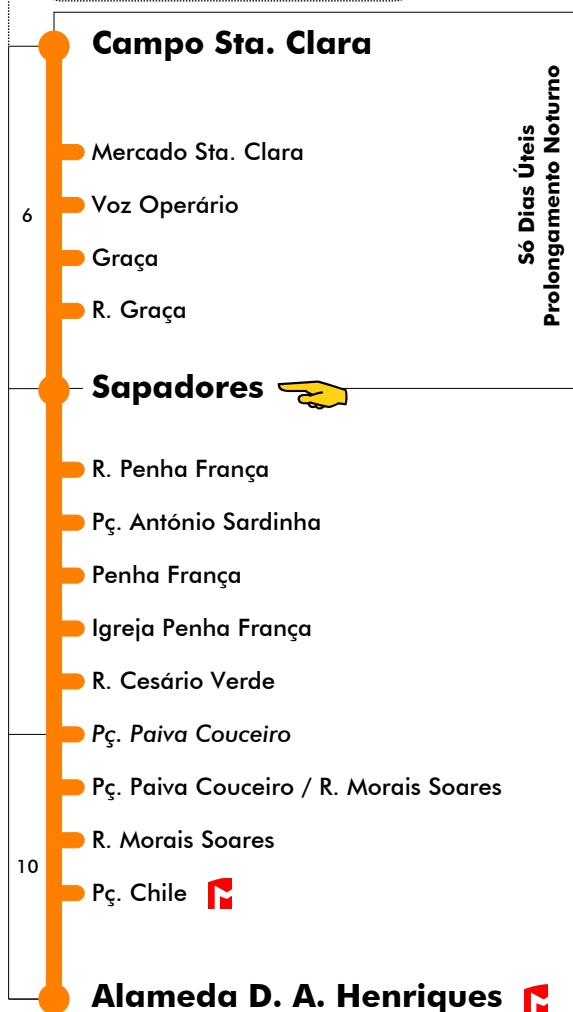 Campo Sta. Clara
Só Dias Úteis
Prolongamento Noturno
Mercado Sta. Clara
6
Voz Operário
Graça
R. Graça
Sapadores
R. Penha França
Pç. António Sardinha
Penha França
Igreja Penha França
R. Cesário Verde
Pç. Paiva Couceiro
Pç. Paiva Couceiro / R. Morais Soares
R. Morais Soares
10
Pç. Chile
Alameda D. A. Henriques